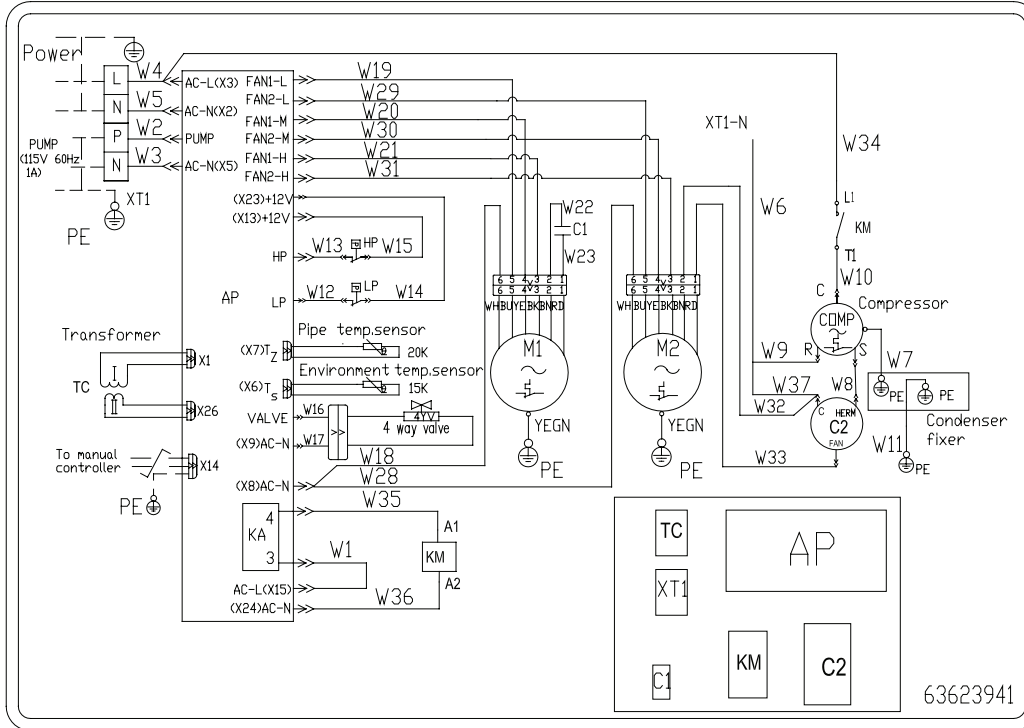 Power
L W4 AC-L(X3) FAN1-L W19
N W5 AC-N(X2) FAN2-L W29
FAN1-M W20
P W2 PUMP FAN2-M W30
PUMP
(115V 60Hz
1A)
N W3 AC-N(X5) FAN1-H W21
FAN2-H W31
XT1
PE
XT1-N
W34
W6
L1
KM
T1
W10
(X23)+12V
(X13)+12V
W22
C1
W23
HP W13 HP W15
AP
LP W12 LP W14
6 5 4 3 2 1
6 5 4 3 2 1
WH BU YE BK BN RD
M1
YEGN
PE
6 5 4 3 2 1
6 5 4 3 2 1
WH BU YE BK BN RD
M2
YEGN
PE
C
Compressor
COMP
R S
W9
W7
W37
W8
W32
PE
PE
Condenser
fixer
C HERM
C2
FAN
W11
PE
W33
Transformer
TC
I
II
X1
X26
Pipe temp.sensor
(X7)TZ 20K
Environment temp.sensor
(X6)TS 15K
VALVE W16
4YV
4 way valve
(X9)AC-N W17
To manual
controller
X14
PE
W18
(X8)AC-N W28
W35
KA
4
3
A1
KM
A2
W1
AC-L(X15)
(X24)AC-N W36
TC
AP
XT1
C1
KM
C2
63623941